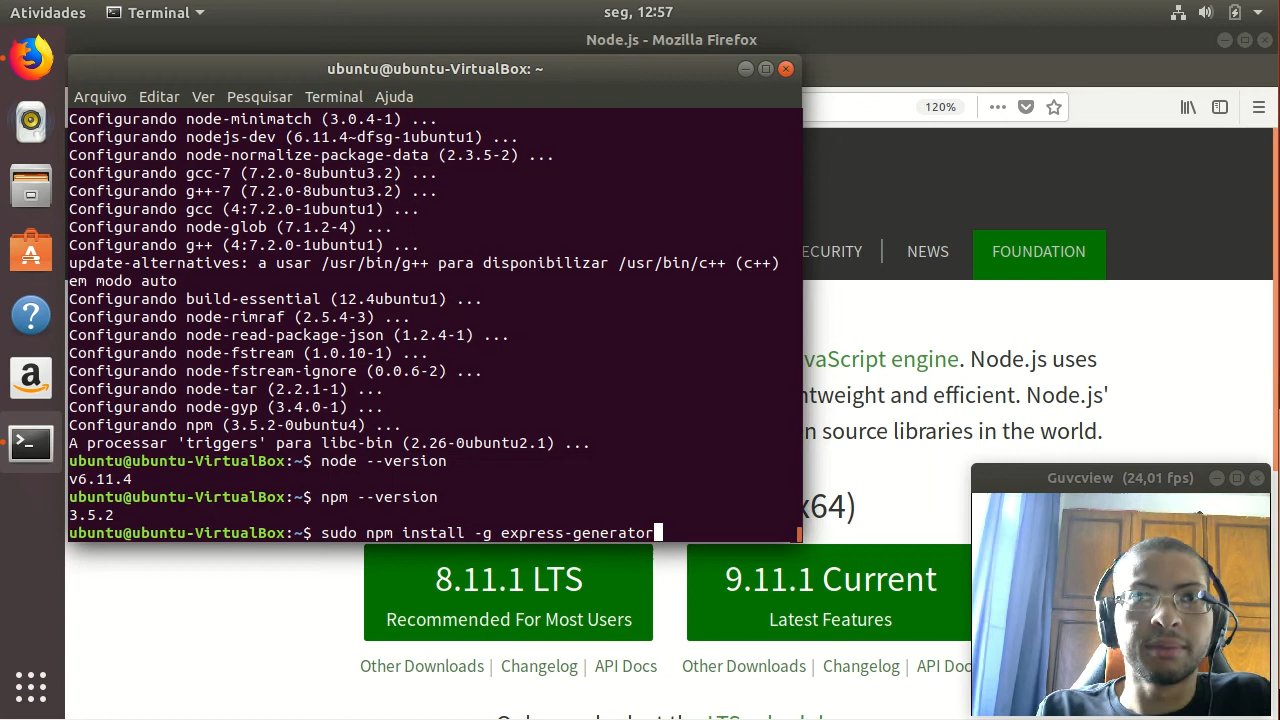 Atividades
Terminal
seg, 12:57
Node.js - Mozilla Firefox
ubuntu@ubuntu-VirtualBox: ~
Arquivo Editar Ver Pesquisar Terminal Ajuda
120%
Configurando node-minimatch (3.0.4-1) ...
Configurando nodejs-dev (6.11.4~dfsg-1ubuntu1) ...
Configurando node-normalize-package-data (2.3.5-2) ...
Configurando gcc-7 (7.2.0-8ubuntu3.2) ...
Configurando g++-7 (7.2.0-8ubuntu3.2) ...
Configurando gcc (4:7.2.0-1ubuntu1) ...
Configurando node-glob (7.1.2-4) ...
Configurando g++ (4:7.2.0-1ubuntu1) ...
update-alternatives: a usar /usr/bin/g++ para disponibilizar /usr/bin/c++ (c++)
em modo auto
Configurando build-essential (12.4ubuntu1) ...
Configurando node-rimraf (2.5.4-3) ...
Configurando node-read-package-json (1.2.4-1) ...
Configurando node-fstream (1.0.10-1) ...
Configurando node-fstream-ignore (0.0.6-2) ...
Configurando node-tar (2.2.1-1) ...
Configurando node-gyp (3.4.0-1) ...
Configurando npm (3.5.2-0ubuntu4) ...
A processar 'triggers' para libc-bin (2.26-0ubuntu2.1) ...
ubuntu@ubuntu-VirtualBox:~$ node --version
v6.11.4
ubuntu@ubuntu-VirtualBox:~$ npm --version
3.5.2
ubuntu@ubuntu-VirtualBox:~$ sudo npm install -g express-generator
ECURITY
NEWS
FOUNDATION
vaScript engine. Node.js uses
tweight and efficient. Node.js'
n source libraries in the world.
x64)
Guvcview (24,01 fps)
8.11.1 LTS
Recommended For Most Users
9.11.1 Current
Latest Features
Other Downloads | Changelog | API Docs
Other Downloads | Changelog | API Doc